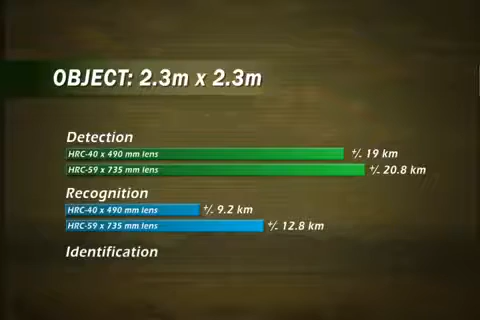 OBJECT: 2.3m x 2.3m
Detection
HRC-40 x 490 mm lens +/- 19 km
HRC-59 x 735 mm lens +/- 20.8 km
Recognition
HRC-40 x 490 mm lens +/- 9.2 km
HRC-59 x 735 mm lens +/- 12.8 km
Identification